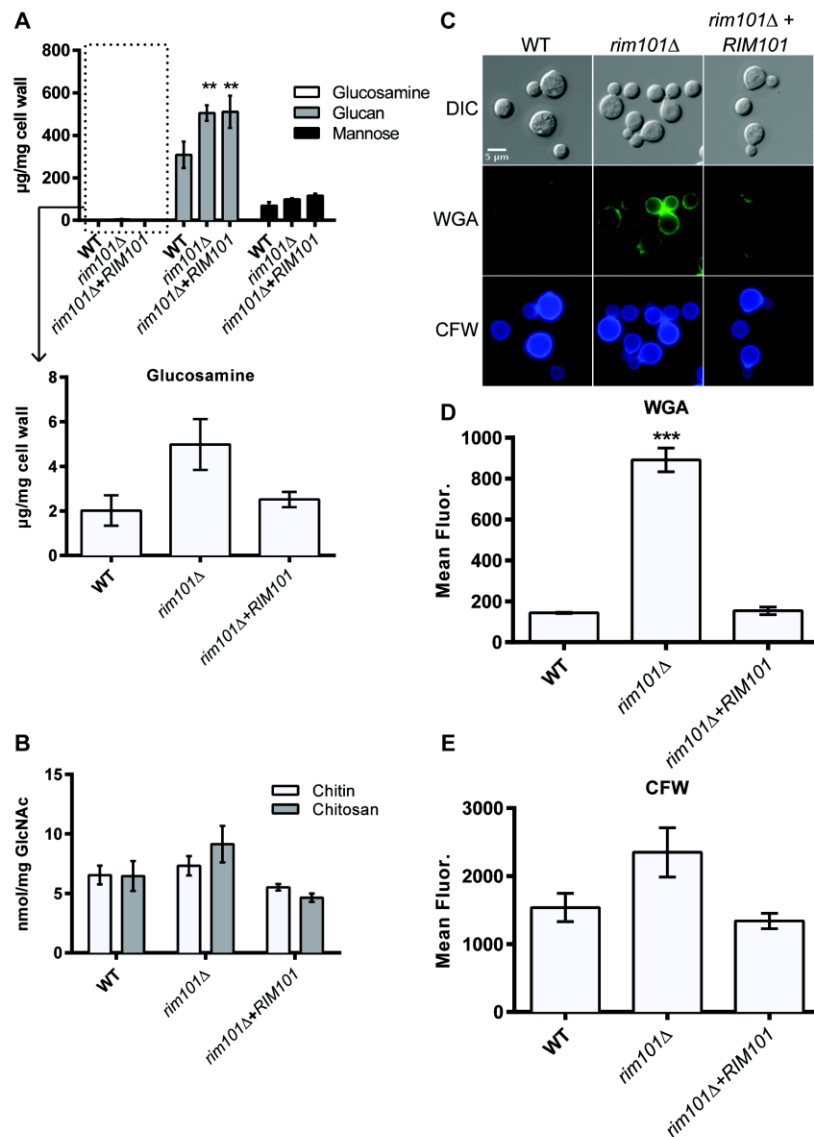 A
800
600
400
200
0
µg/mg cell wall
** **
Glucosamine
Glucan
Mannose
WT
rim101Δ
rim101Δ+RIM101
WT
rim101Δ
rim101Δ+RIM101
WT
rim101Δ
rim101Δ+RIM101
Glucosamine
8
6
4
2
0
µg/mg cell wall
WT
rim101Δ
rim101Δ+RIM101
B
15
10
5
0
nmol/mg GlcNAc
Chitin
Chitosan
WT
rim101Δ
rim101Δ+RIM101
C
WT
rim101Δ
rim101Δ +
RIM101
DIC
5 µm
WGA
CFW
D
WGA
1000
800
600
400
200
0
Mean Fluor.
***
WT
rim101Δ
rim101Δ+RIM101
E
CFW
3000
2000
1000
0
Mean Fluor.
WT
rim101Δ
rim101Δ+RIM101